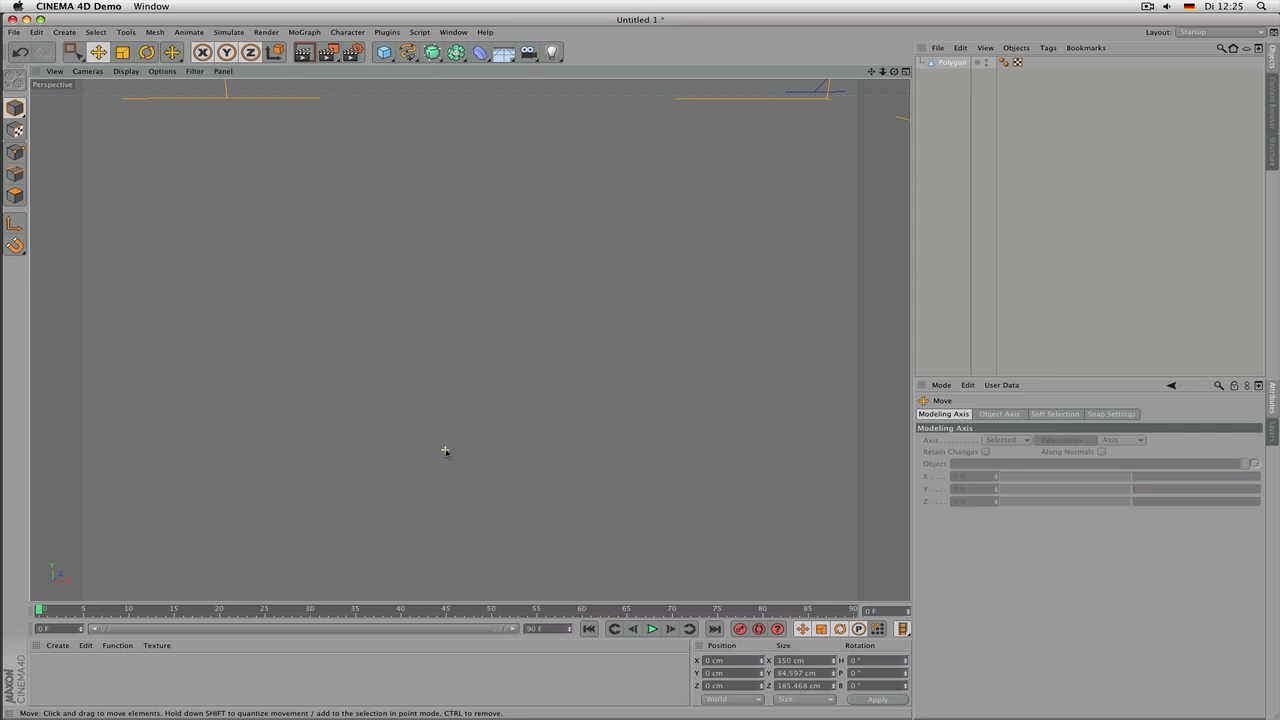 CINEMA 4D Demo Window Di 12:25
Untitled 1 *
File Edit Create Select Tools Mesh Animate Simulate Render MoGraph Character Plugins Script Window Help Layout: Startup
X Y Z
File Edit View Objects Tags Bookmarks
Polygon
View Cameras Display Options Filter Panel
Perspective
Objects
Content Browser
Structure
Attributes
Layers
Mode Edit User Data
Move
Modeling Axis Object Axis Soft Selection Snap Settings
Modeling Axis
Axis.......... Selected Orientation Axis
Retain Changes Along Normals
Object
X ....
Y ....
Z ....
Y
Z
0 5 10 15 20 25 30 35 40 45 50 55 60 65 70 75 80 85 90 0 F
0 F 90 F P
Create Edit Function Texture
Position Size Rotation
X 0 cm X 150 cm H 0 °
Y 0 cm Y 84.597 cm P 0 °
Z 0 cm Z 185.468 cm B 0 °
World Size Apply
MAXON
CINEMA 4D
Move: Click and drag to move elements. Hold down SHIFT to quantize movement / add to the selection in point mode, CTRL to remove.